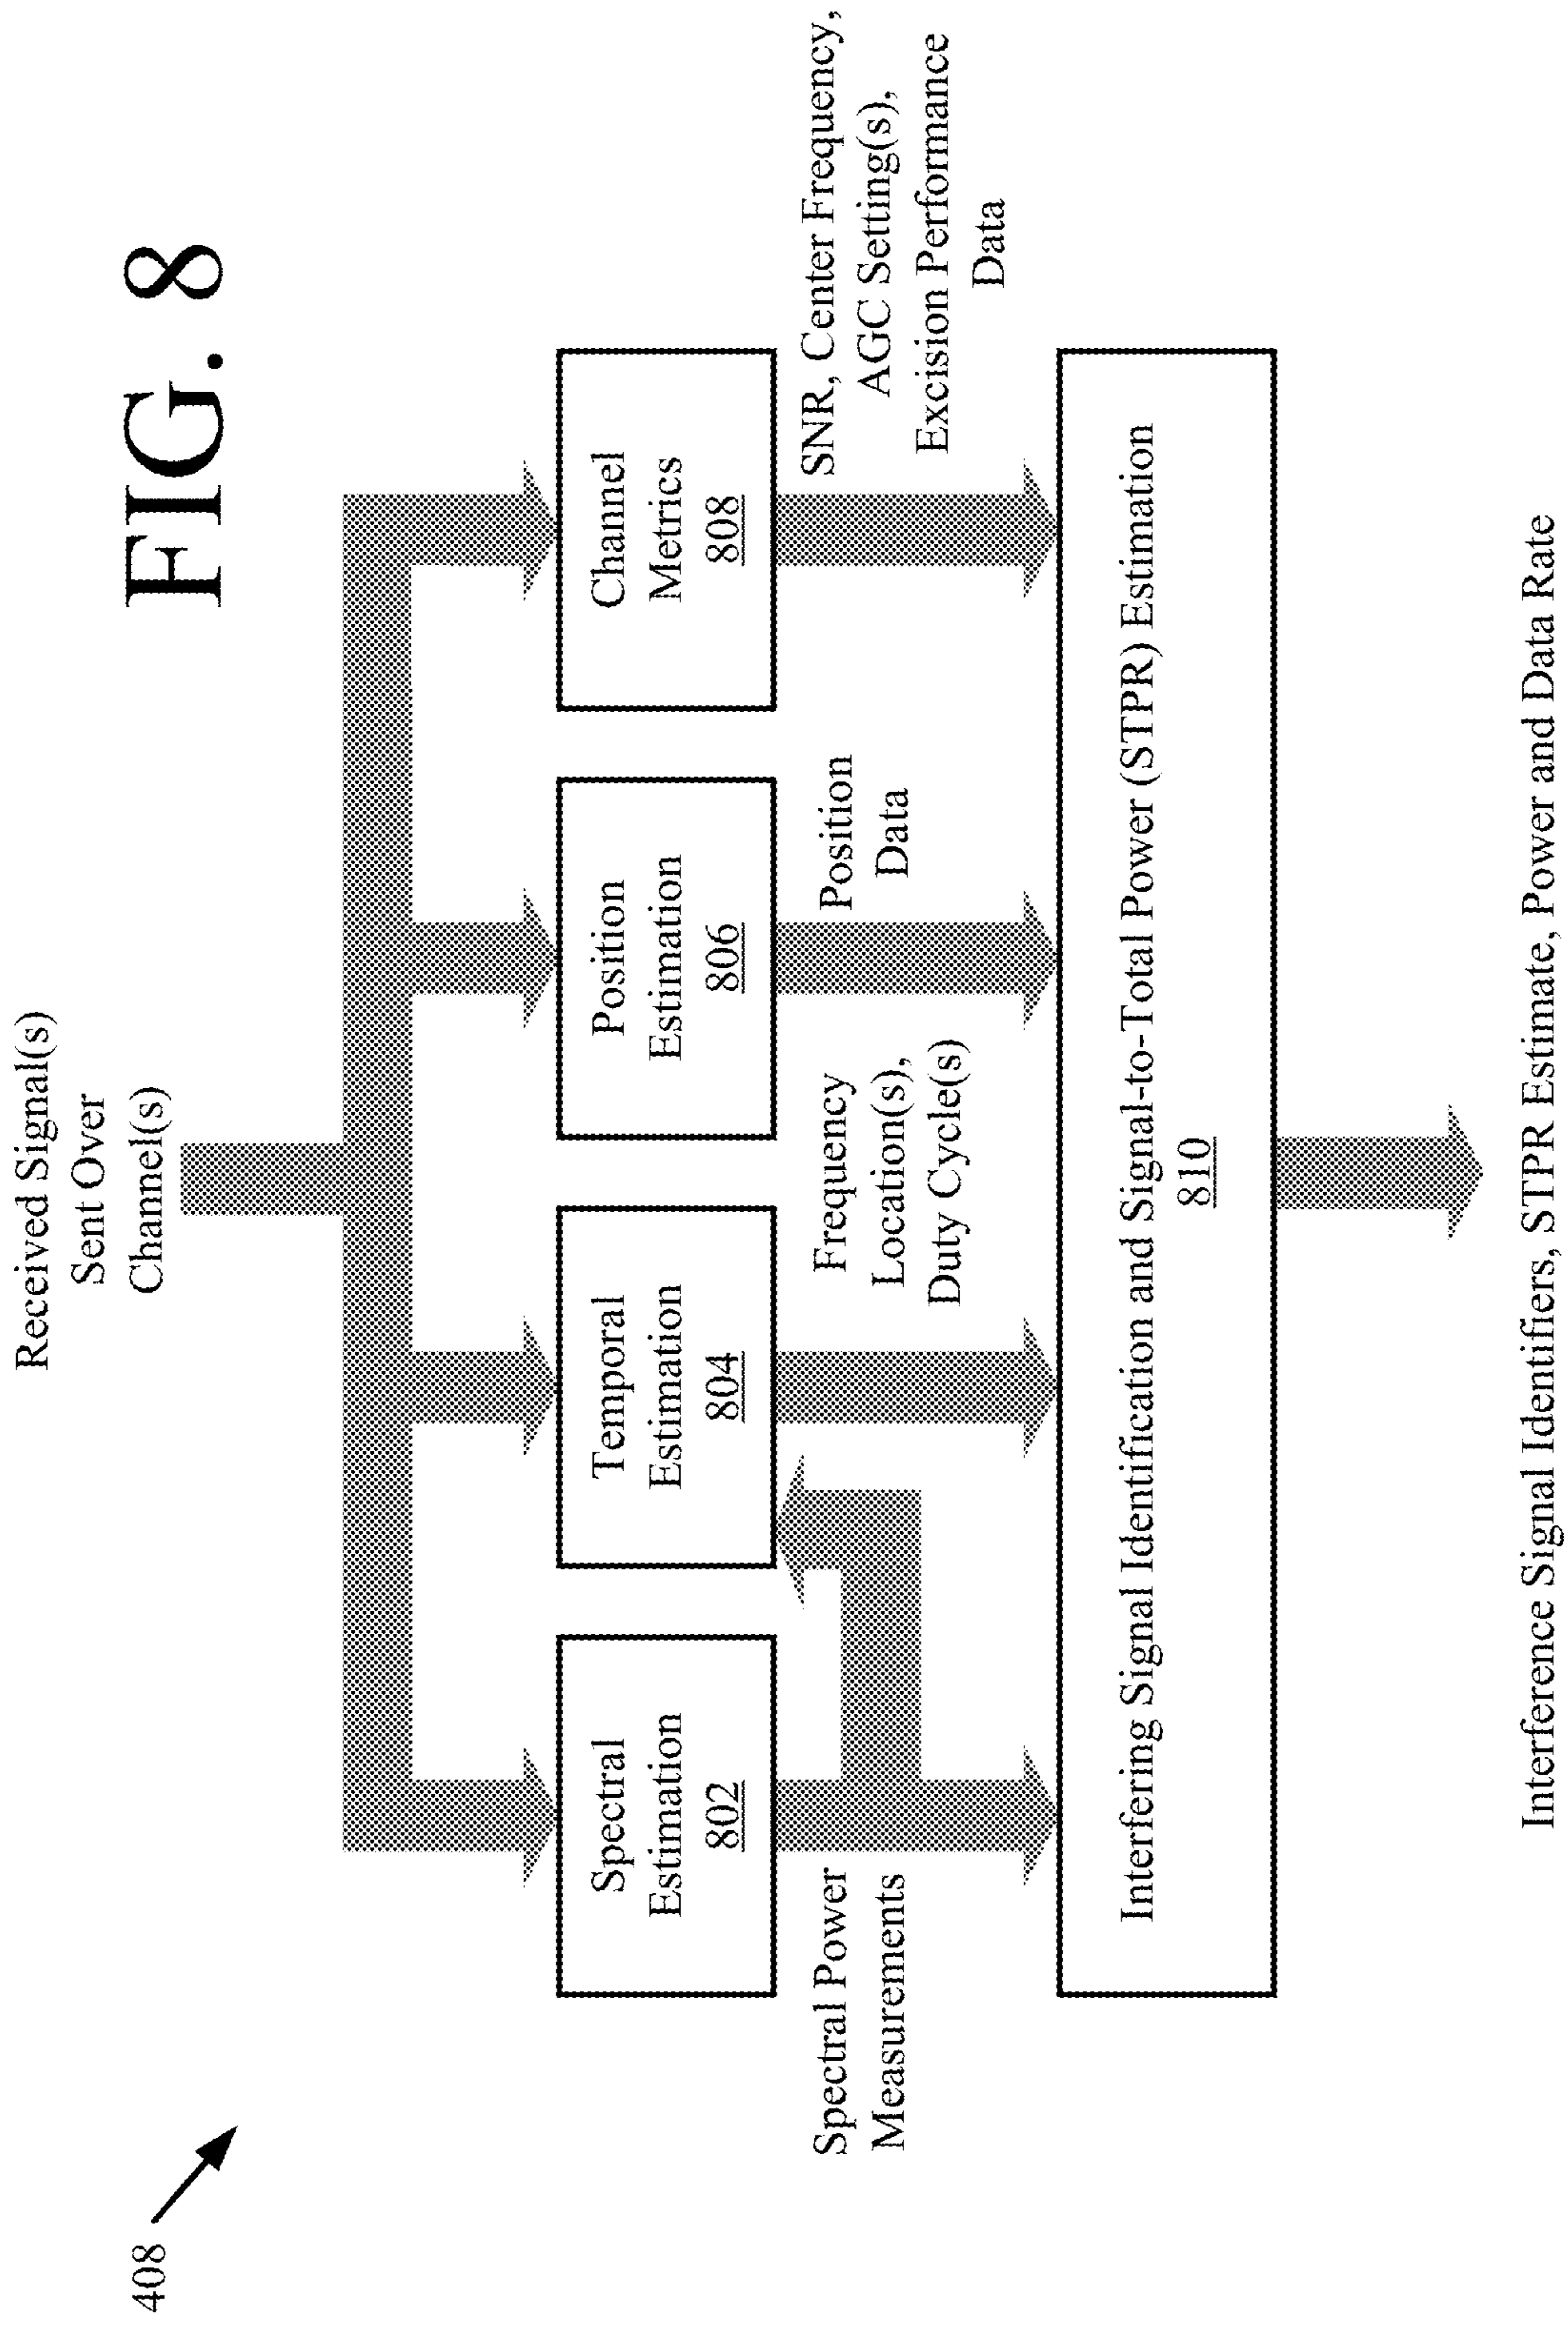 FIG. 8
408
Received Signal(s)
Sent Over
Channel(s)
Spectral
Estimation
802
Temporal
Estimation
804
Position
Estimation
806
Channel
Metrics
808
Spectral Power
Measurements
Frequency
Location(s),
Duty Cycle(s)
Position
Data
SNR, Center Frequency,
AGC Setting(s),
Excision Performance
Data
Interfering Signal Identification and Signal-to-Total Power (STPR) Estimation
810
Interference Signal Identifiers, STPR Estimate, Power and Data Rate